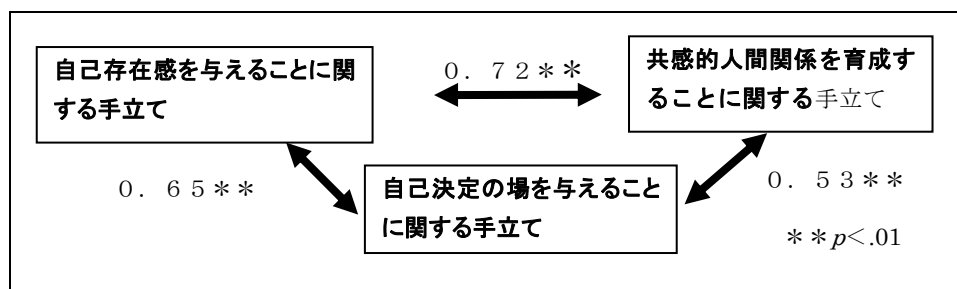 自己存在感を与えることに関
する手立て
0．72＊＊
共感的人間関係を育成す
ることに関する手立て
0．65＊＊
自己決定の場を与えること
に関する手立て
0．53＊＊
＊＊p＜.01